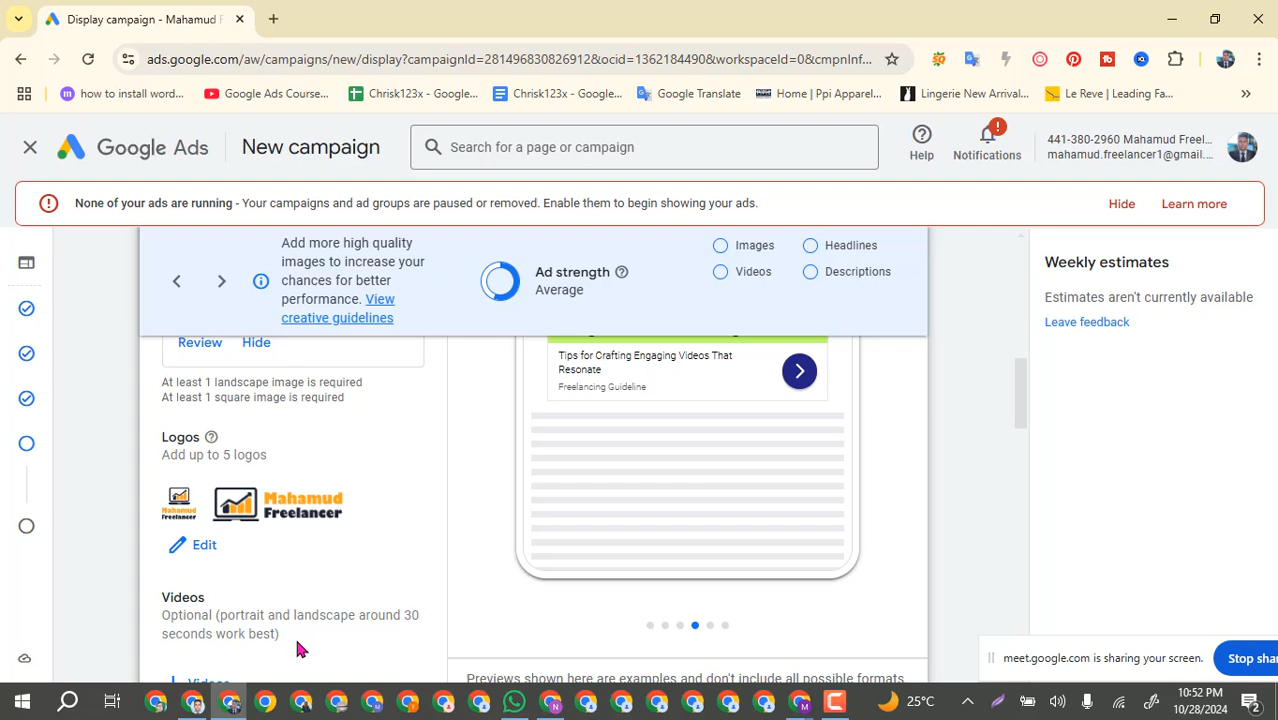 Display campaign - Mahamud F
ads.google.com/aw/campaigns/new/display?campaignId=281496830826912&ocid=1362184490&workspaceId=0&cmpnInf...
how to install word...
Google Ads Course...
Chrisk123x - Google...
Chrisk123x - Google...
Google Translate
Home | Ppi Apparel...
Lingerie New Arrival...
Le Reve | Leading Fa...
Google Ads
New campaign
Search for a page or campaign
Help
Notifications
441-380-2960 Mahamud Freel...
mahamud.freelancer1@gmail....
None of your ads are running - Your campaigns and ad groups are paused or removed. Enable them to begin showing your ads.
Hide
Learn more
Add more high quality
images to increase your
chances for better
performance. View
creative guidelines
Ad strength
Average
Images
Headlines
Videos
Descriptions
Weekly estimates
Estimates aren't currently available
Leave feedback
Review
Hide
At least 1 landscape image is required
At least 1 square image is required
Tips for Crafting Engaging Videos That
Resonate
Freelancing Guideline
Logos
Add up to 5 logos
Mahamud
Freelancer
Mahamud
Freelancer
Edit
Videos
Optional (portrait and landscape around 30
seconds work best)
Videos
Previews shown here are examples and don't include all possible formats
meet.google.com is sharing your screen.
Stop sha
25°C
10:52 PM
10/28/2024
2